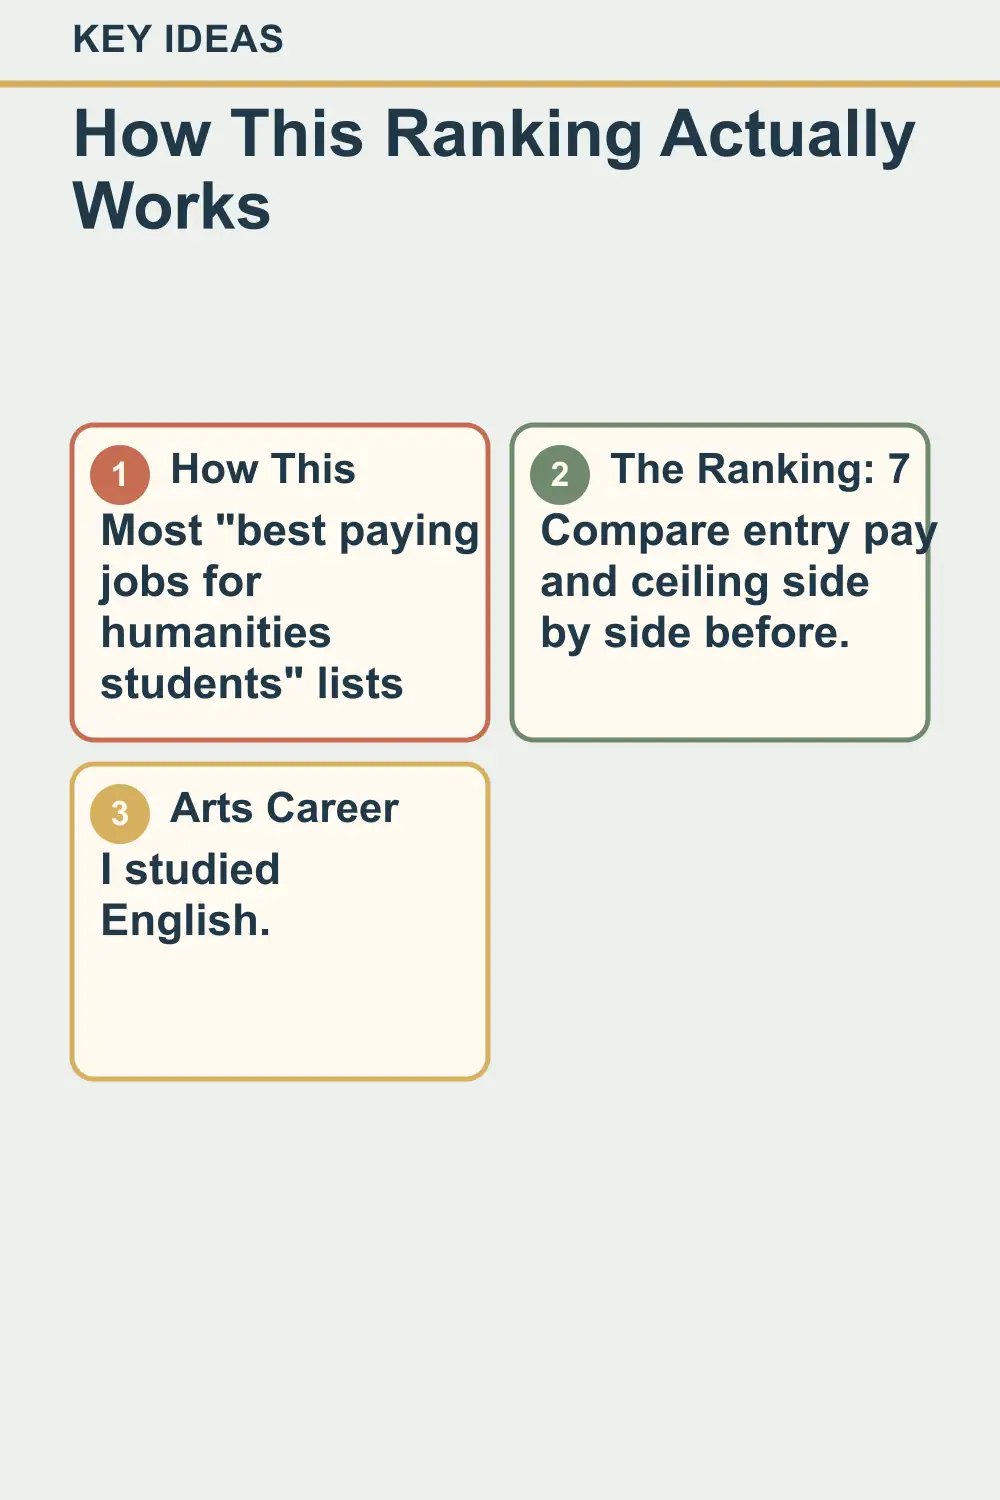 KEY IDEAS
How This Ranking Actually
Works
1
How This
Most "best paying
jobs for
humanities
students" lists
2
The Ranking: 7
Compare entry pay
and ceiling side
by side before.
3
Arts Career
I studied
English.